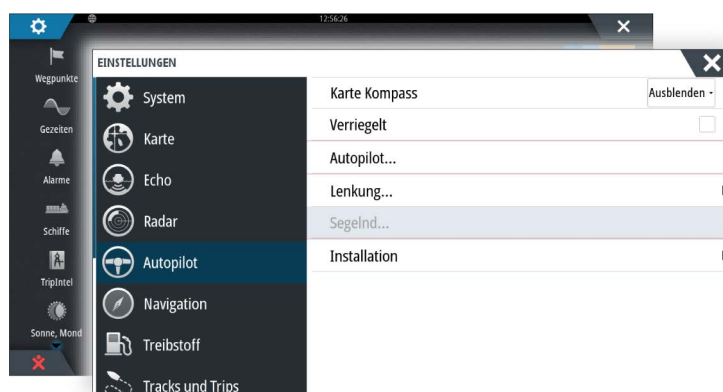 12:56:26
Wegpunkte
Gezeiten
Alarme
Schiffe
TripIntel
Sonne, Mond
EINSTELLUNGEN
System
Karte
Echo
Radar
Autopilot
Navigation
Treibstoff
Tracks und Trips
Karte Kompass
Ausblenden
Verriegelt
Autopilot...
Lenkung...
Segelnd...
Installation